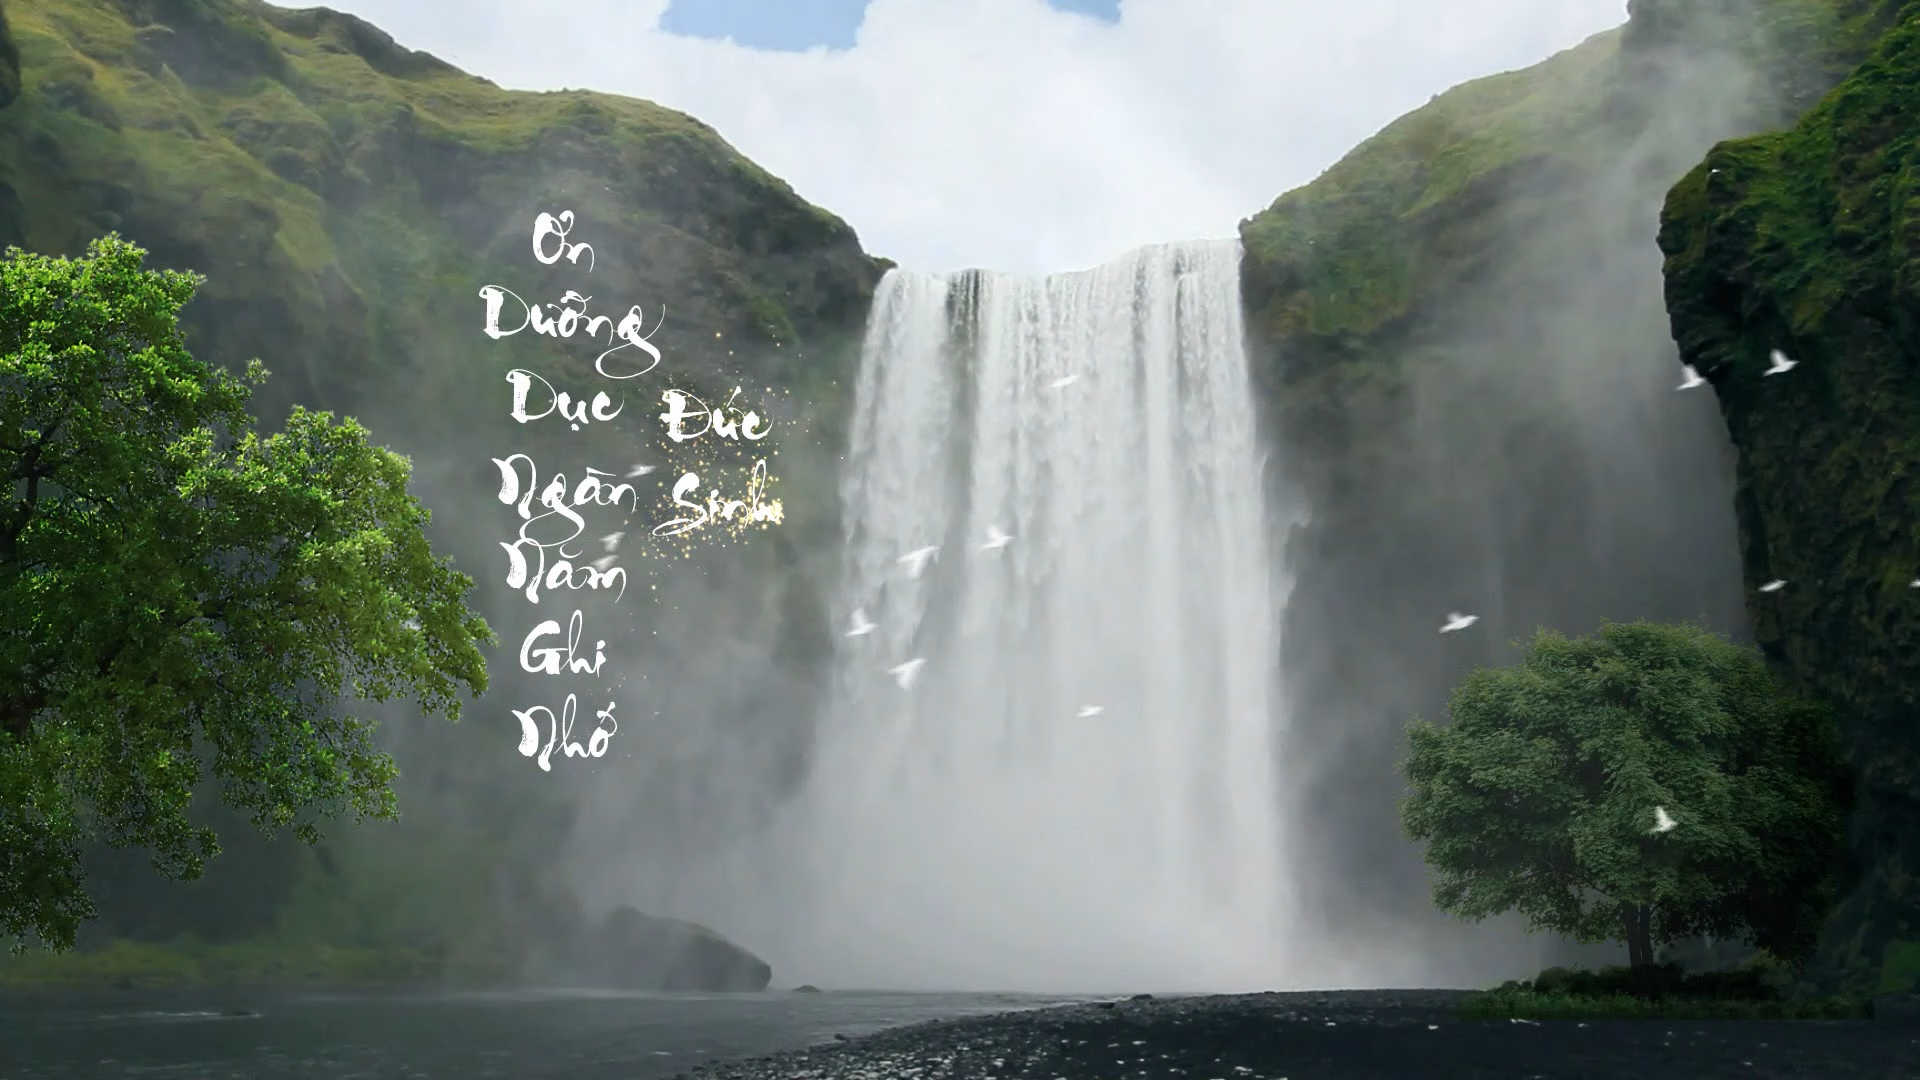 Ơn
Dưỡng
Dục
Ngàn
Năm
Ghi
Nhớ
Đức
Sinh